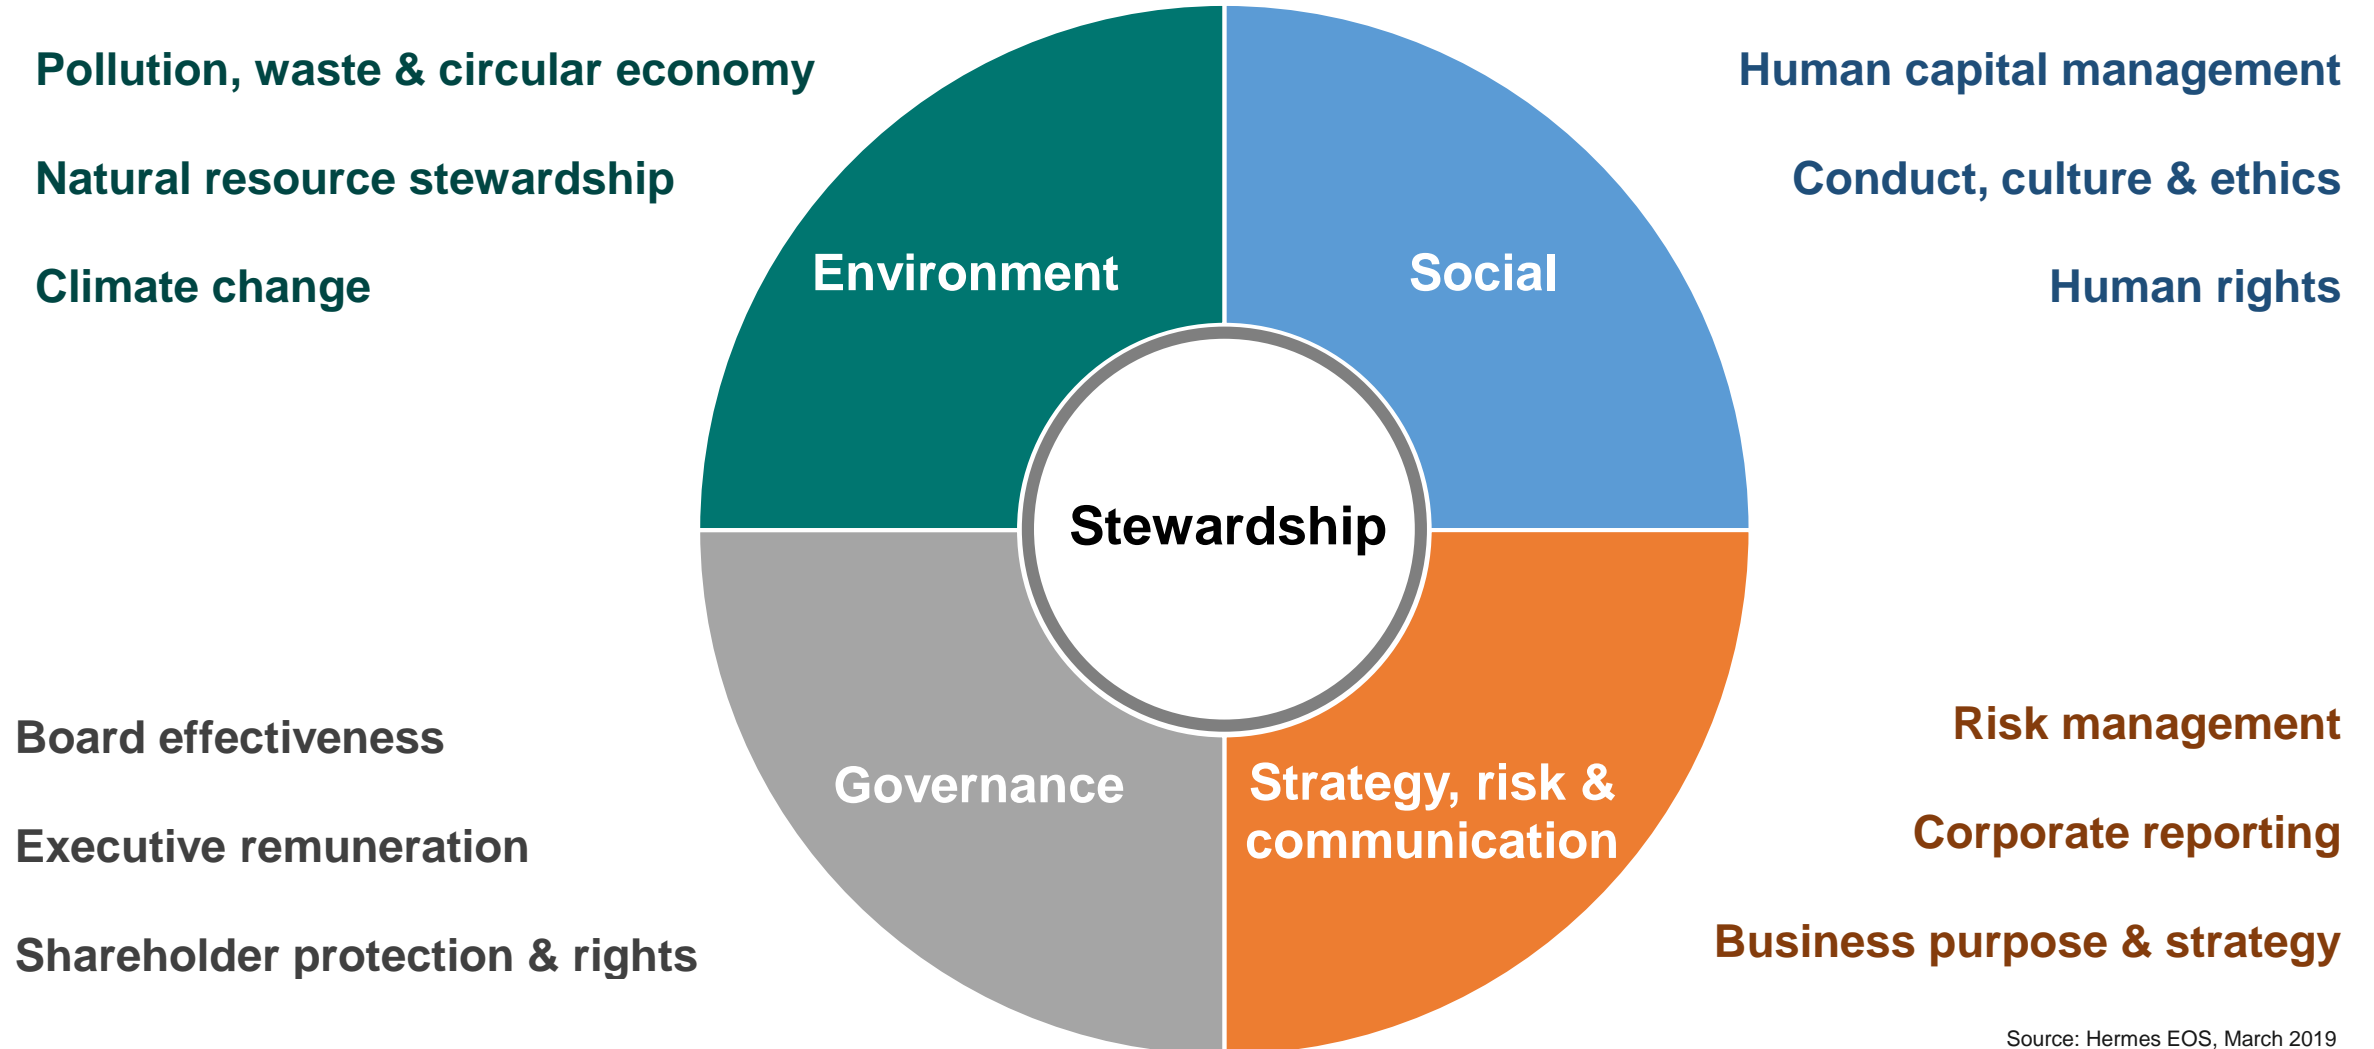 Pollution, waste & circular economy
Natural resource stewardship
Climate change
Human capital management
Conduct, culture & ethics
Human rights
Environment
Social
Stewardship
Governance
Strategy, risk &
communication
Board effectiveness
Executive remuneration
Shareholder protection & rights
Risk management
Corporate reporting
Business purpose & strategy
Source: Hermes EOS, March 2019